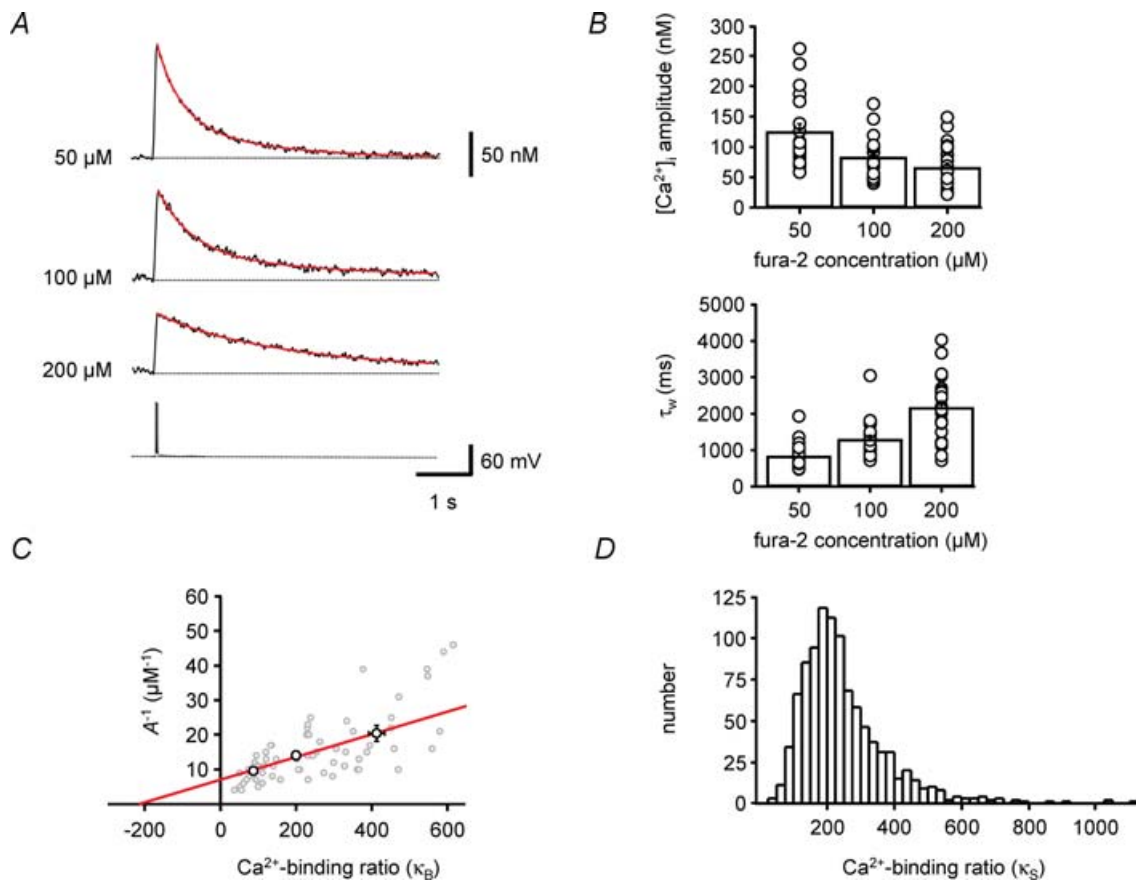 A
50 µM
50 nM
100 µM
200 µM
60 mV
1 s
B
[Ca²⁺]ᵢ amplitude (nM)
300
250
200
150
100
50
0
50 100 200
fura-2 concentration (µM)
τw (ms)
5000
4000
3000
2000
1000
0
50 100 200
fura-2 concentration (µM)
C
A⁻¹ (µM⁻¹)
60
50
40
30
20
10
-200 0 200 400 600
Ca²⁺-binding ratio (κB)
D
number
125
100
75
50
25
0
200 400 600 800 1000
Ca²⁺-binding ratio (κS)